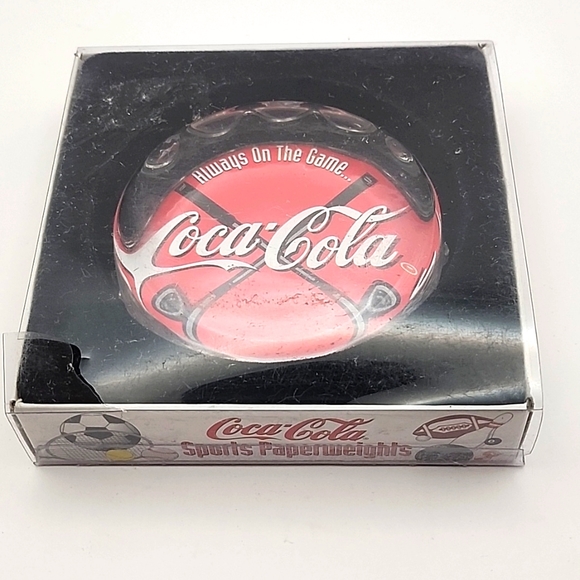 Always On The Game...
Coca-Cola
®
Coca-Cola
Sports Paperweights